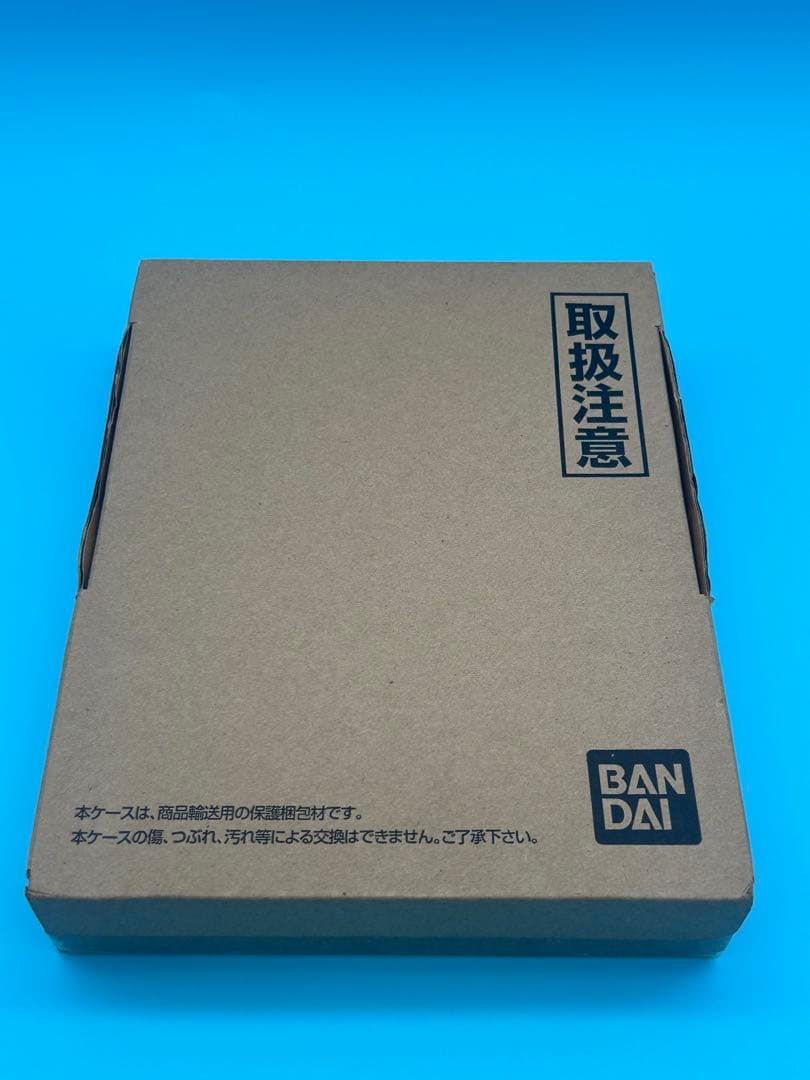 取扱注意
BAN
DAI
本ケースは、商品輸送用の保護梱包材です。
本ケースの傷、つぶれ、汚れ等による交換はできません。ご了承下さい。